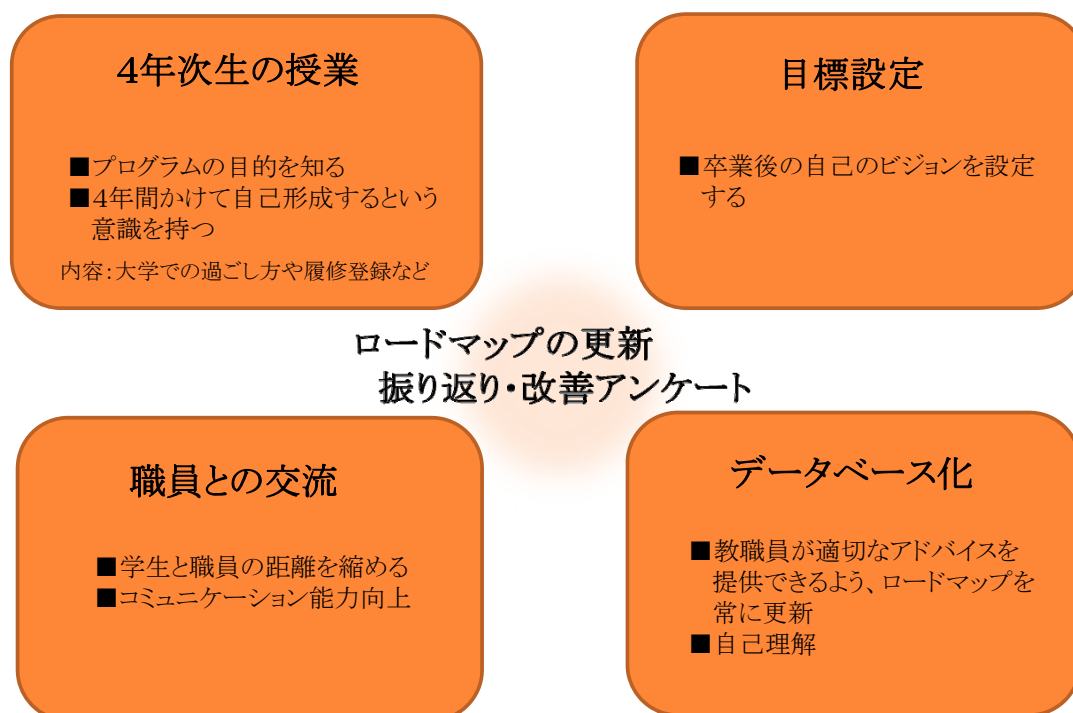 4年次生の授業
■プログラムの目的を知る
■4年間かけて自己形成するという
意識を持つ
内容:大学での過ごし方や履修登録など
目標設定
■卒業後の自己のビジョンを設定
する
ロードマップの更新
振り返り・改善アンケート
職員との交流
■学生と職員の距離を縮める
■コミュニケーション能力向上
データベース化
■教職員が適切なアドバイスを
提供できるよう、ロードマップを
常に更新
■自己理解